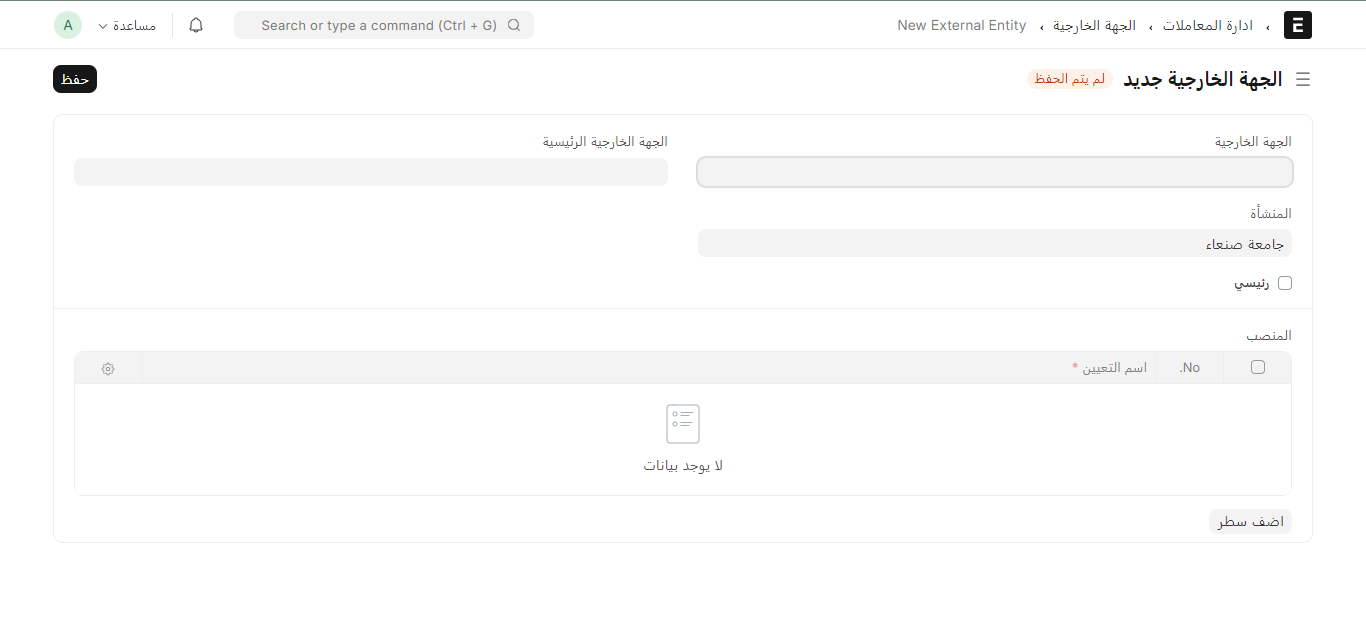 E ‹ ادارة المعاملات ‹ الجهة الخارجية ‹ New External Entity
Search or type a command (Ctrl + G)
مساعدة
A
الجهة الخارجية جديد
لم يتم الحفظ
حفظ
الجهة الخارجية
الجهة الخارجية الرئيسية
المنشأة
جامعة صنعاء
رئيسي
المنصب
No.
اسم التعيين *
لا يوجد بيانات
اضف سطر